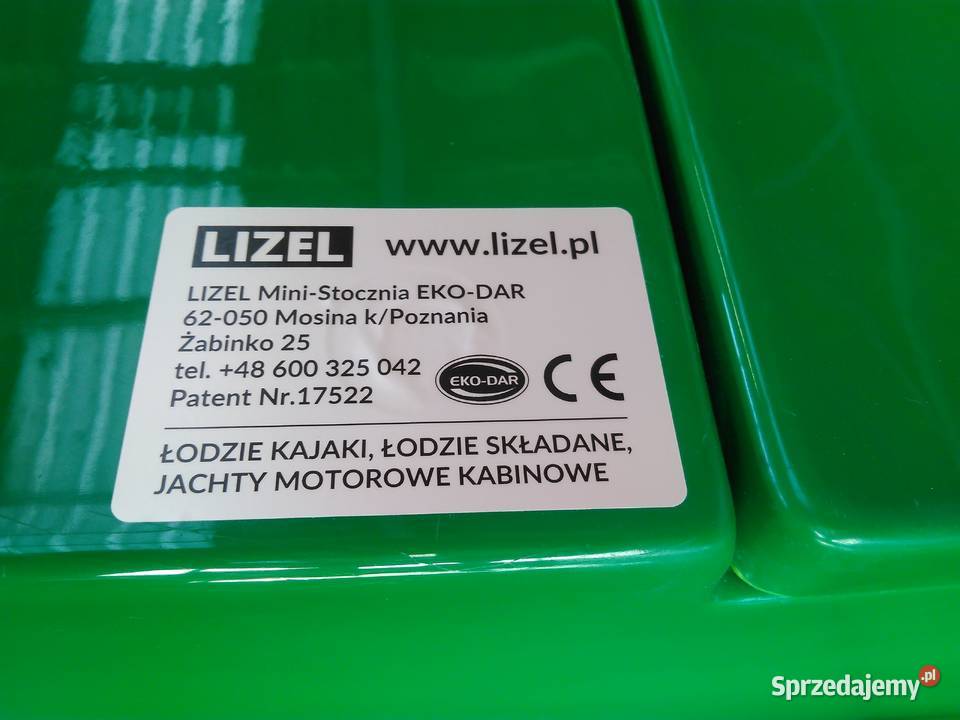 LIZEL www.lizel.pl
LIZEL Mini-Stocznia EKO-DAR
62-050 Mosina k/Poznania
Żabinko 25
tel. +48 600 325 042
Patent Nr.17522
EKO-DAR CE
ŁODZIE KAJAKI, ŁODZIE SKŁADANE,
JACHTY MOTOROWE KABINOWE
Sprzedajemy.pl